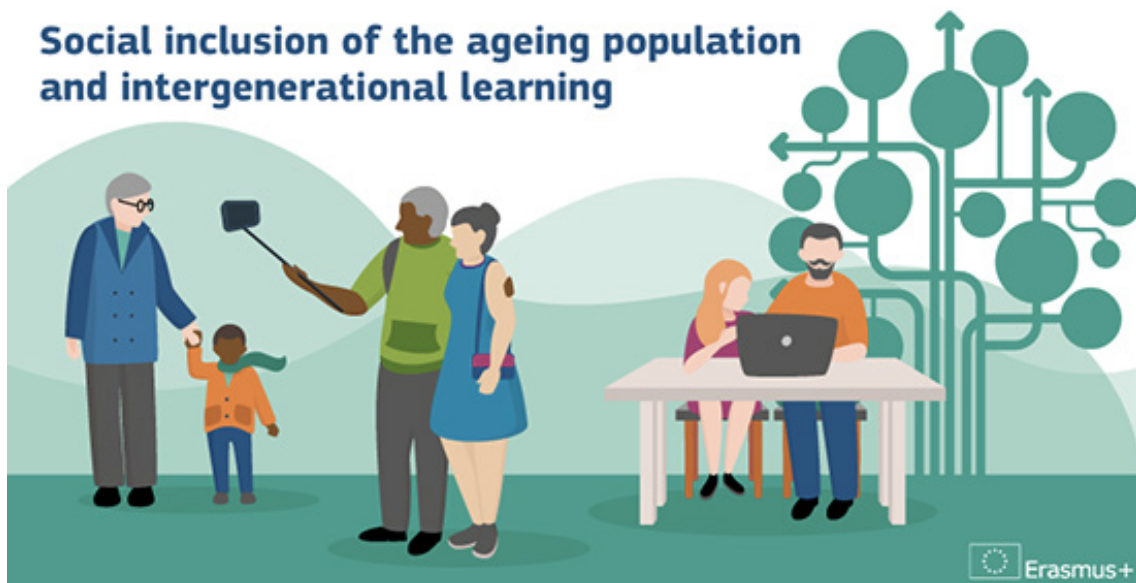 Social inclusion of the ageing population
and intergenerational learning
Erasmus+